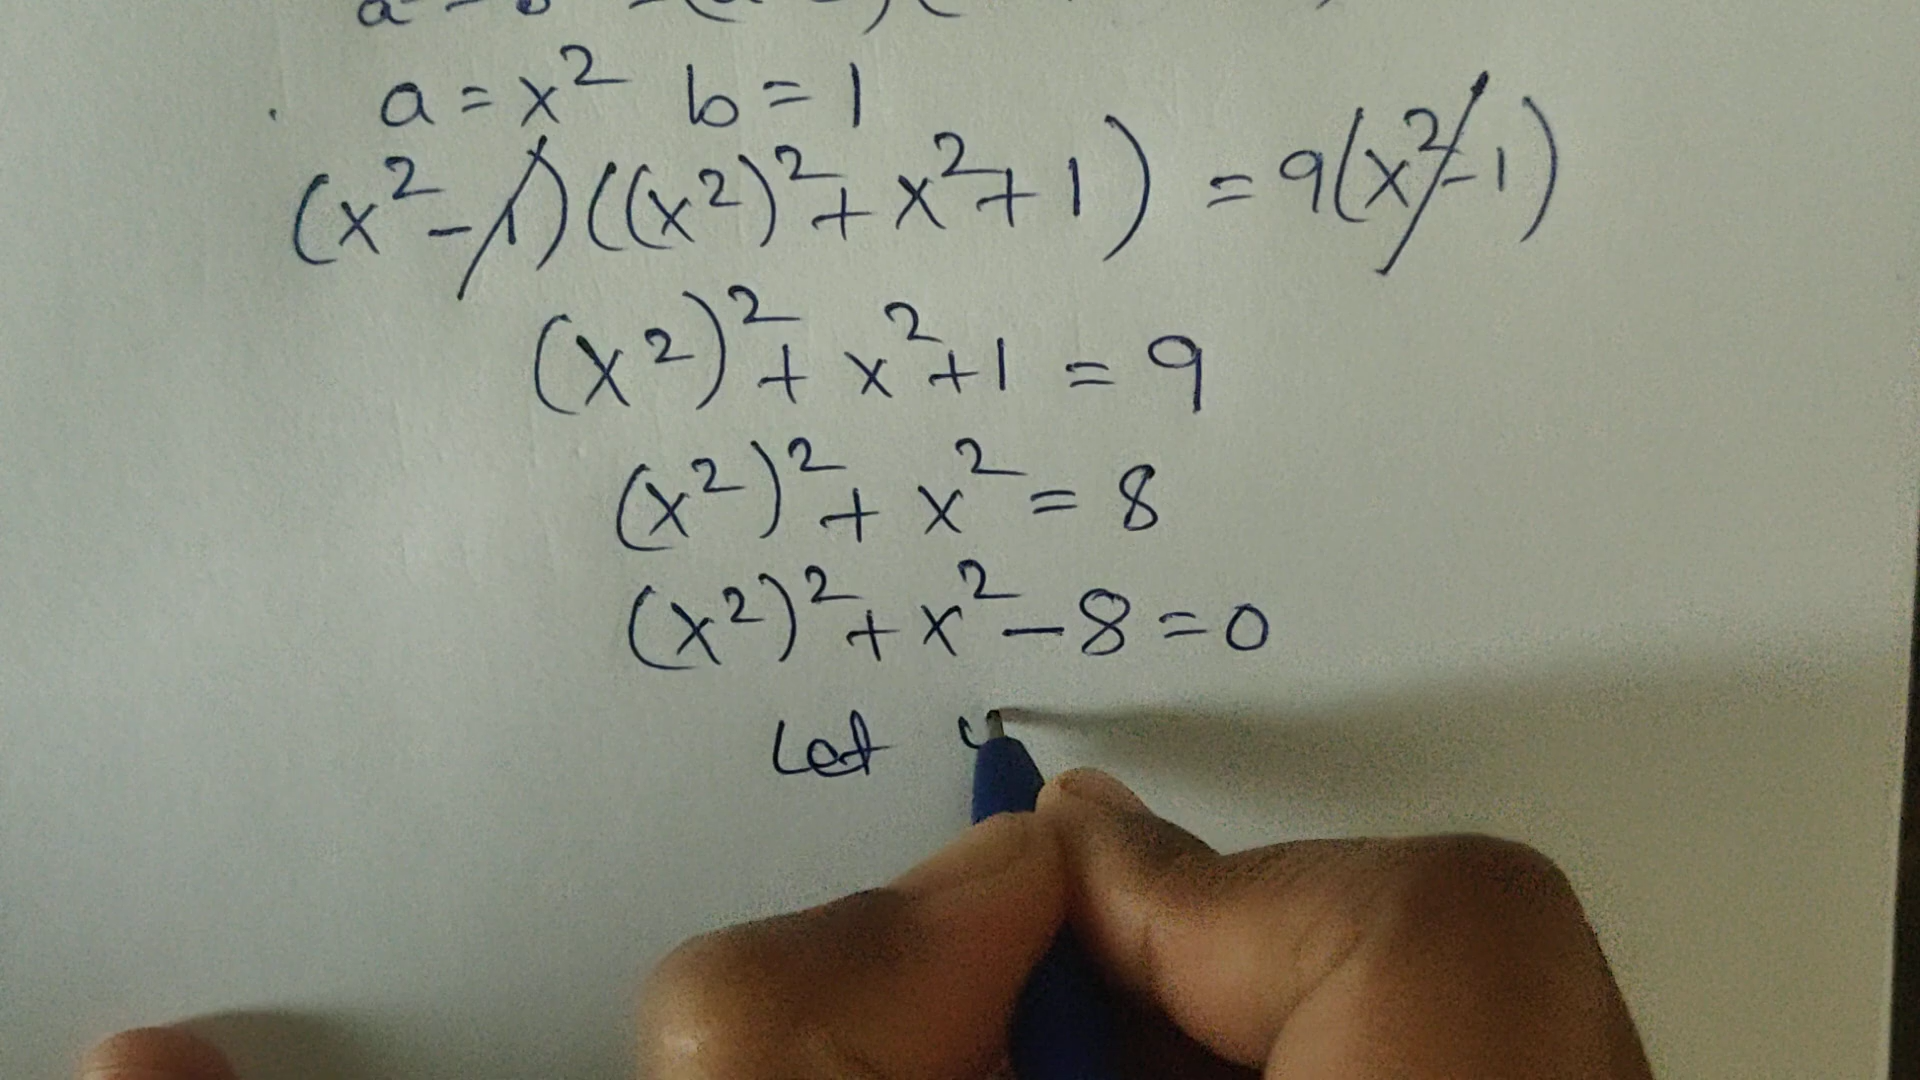 a = x² b = 1
(x² - 1)((x²)² + x² + 1) = 9(x² - 1)
(x²)² + x² + 1 = 9
(x²)² + x² = 8
(x²)² + x² - 8 = 0
Let